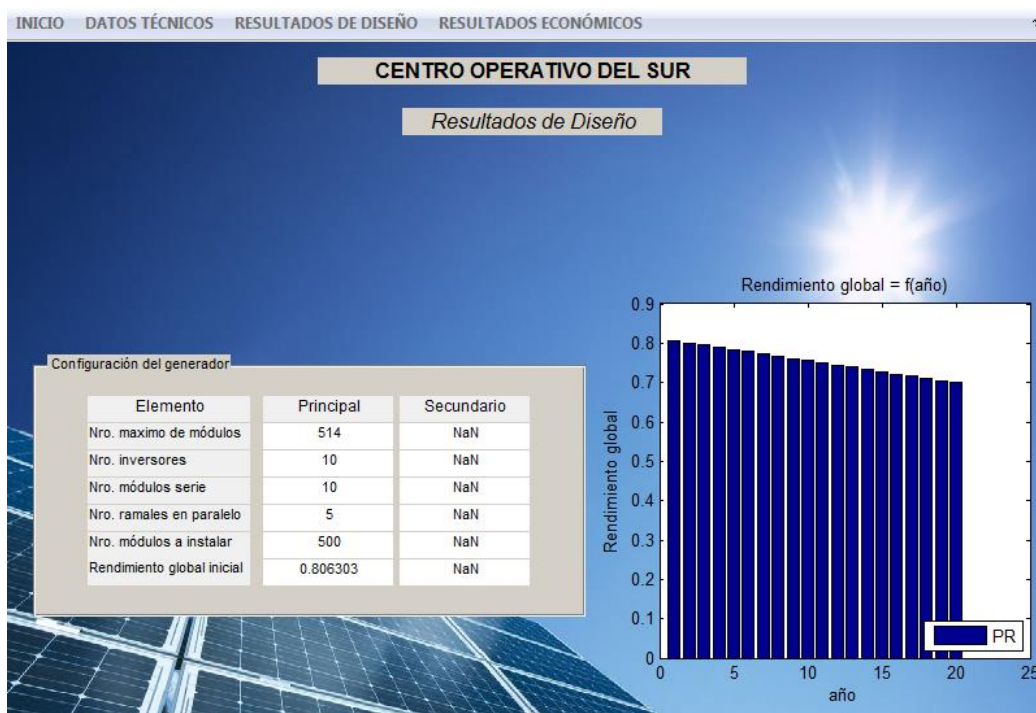 INICIO DATOS TÉCNICOS RESULTADOS DE DISEÑO RESULTADOS ECONÓMICOS
CENTRO OPERATIVO DEL SUR
Resultados de Diseño
Configuración del generador
Elemento Principal Secundario
Nro. maximo de módulos 514 NaN
Nro. inversores 10 NaN
Nro. módulos serie 10 NaN
Nro. ramales en paralelo 5 NaN
Nro. módulos a instalar 500 NaN
Rendimiento global inicial 0.806303 NaN
Rendimiento global = f(año)
Rendimiento global
0.9
0.8
0.7
0.6
0.5
0.4
0.3
0.2
0.1
0
0 5 10 15 20 25
año
PR